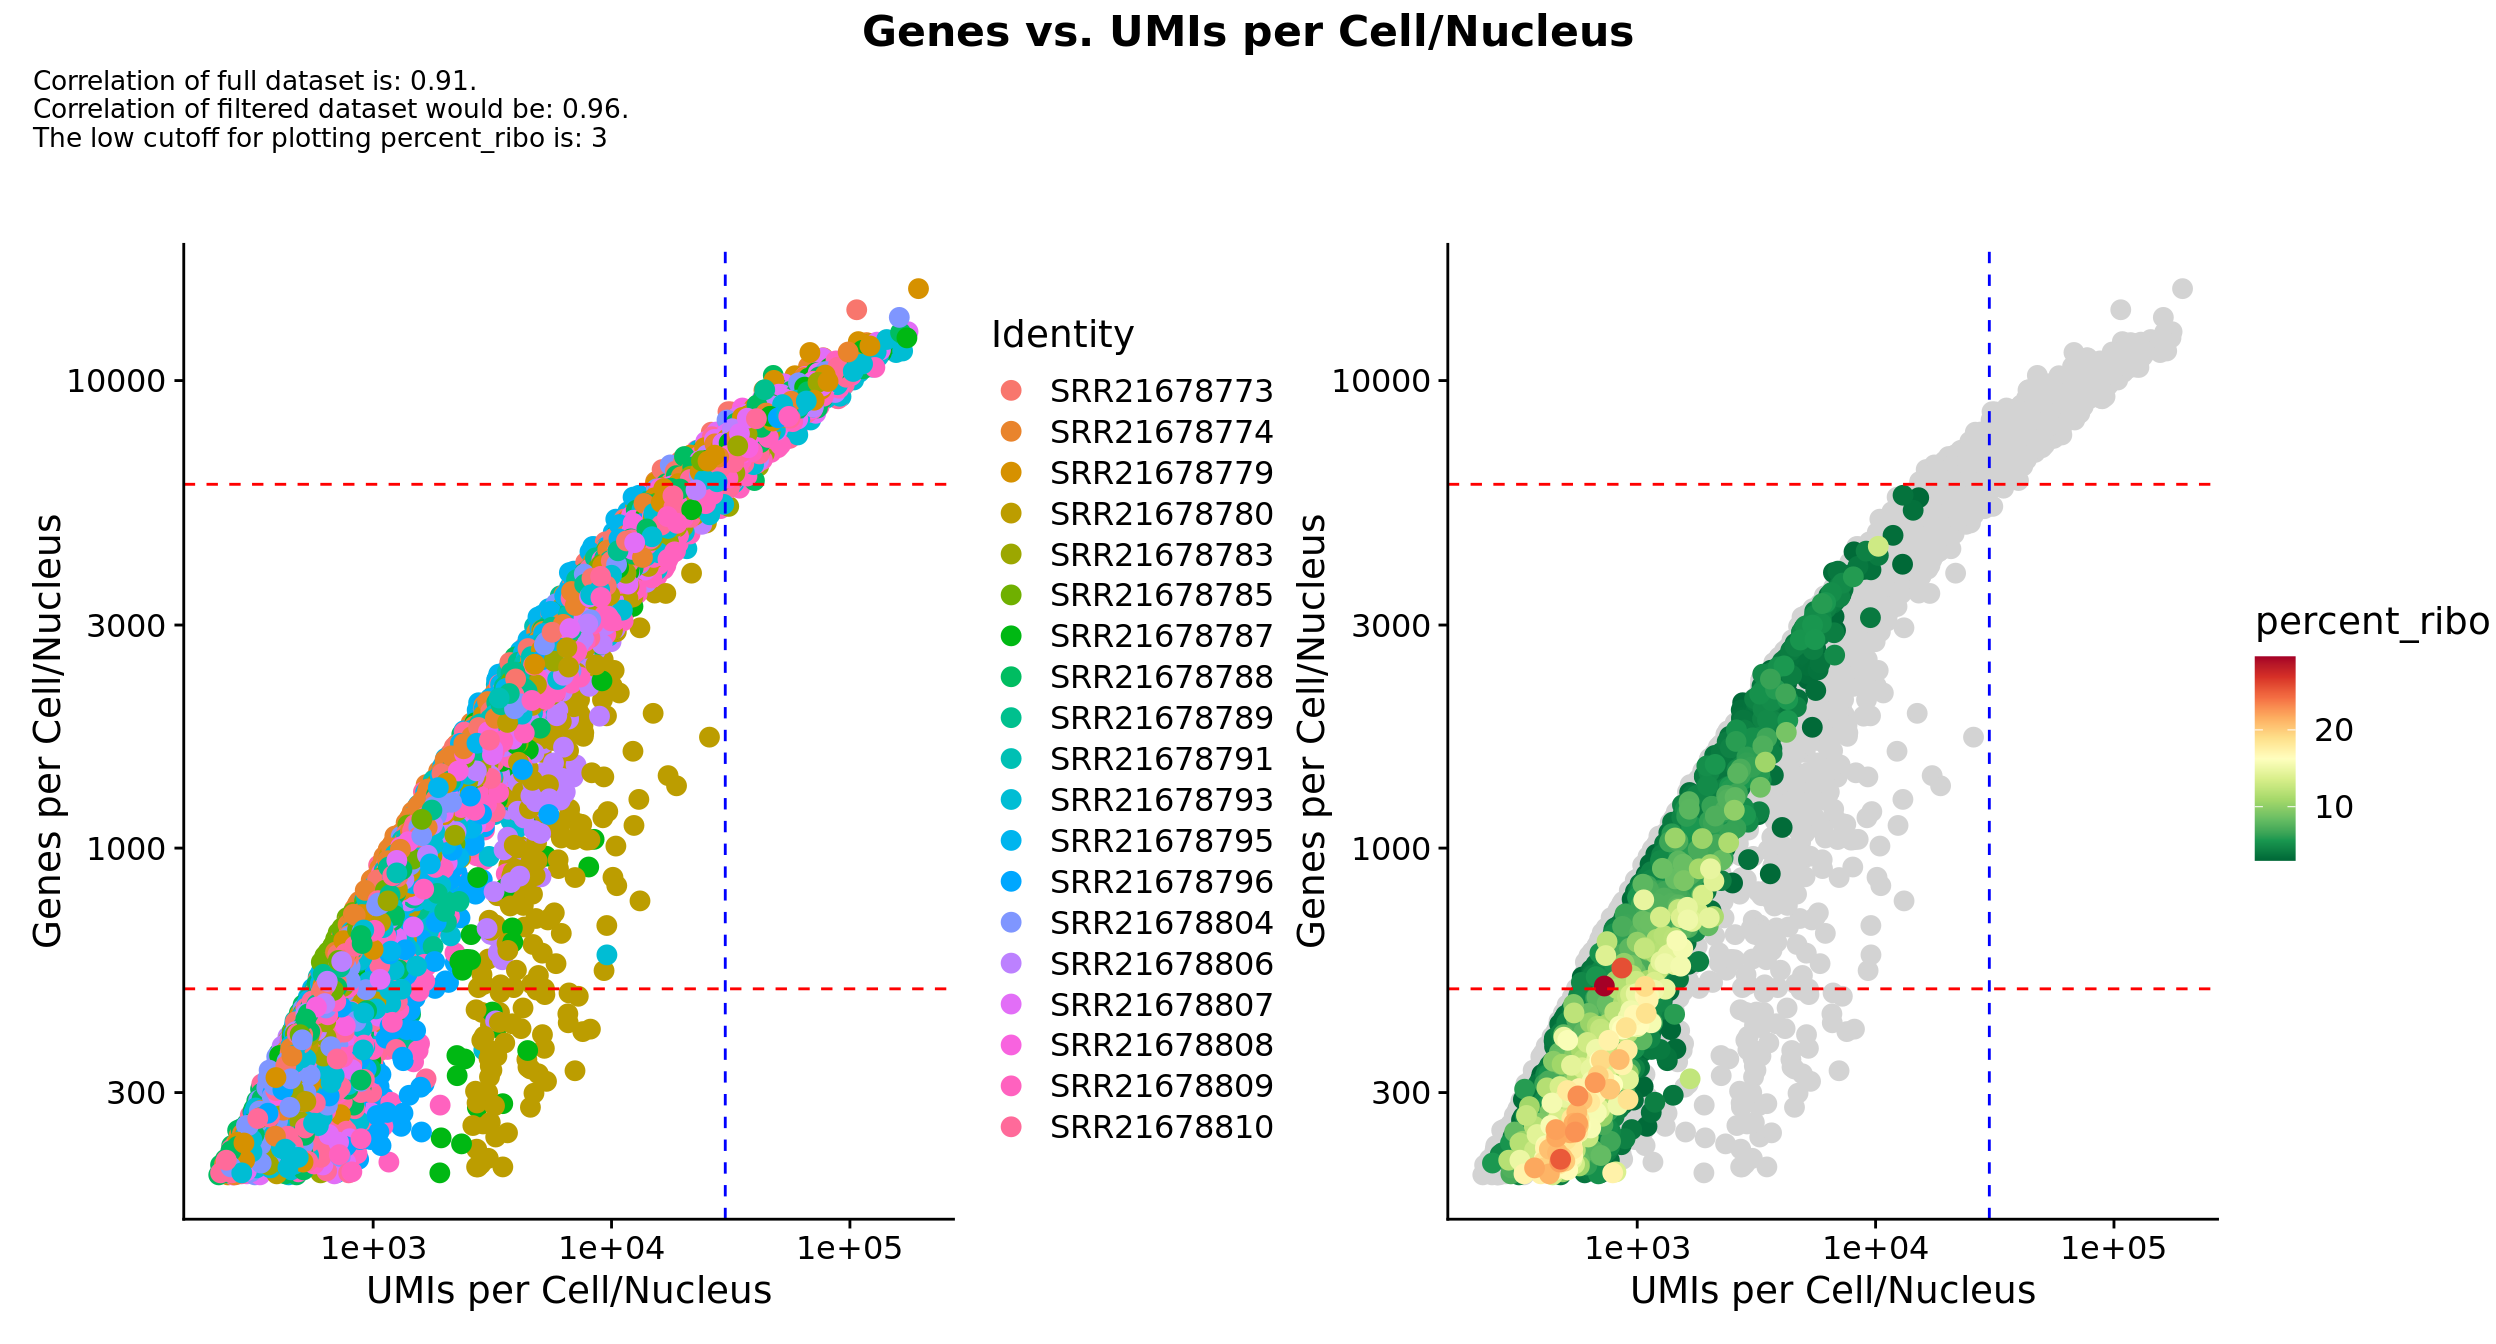 Genes vs. UMIs per Cell/Nucleus
Correlation of full dataset is: 0.91.
Correlation of filtered dataset would be: 0.96.
The low cutoff for plotting percent_ribo is: 3
Genes per Cell/Nucleus
10000
3000
1000
300
1e+03
1e+04
1e+05
UMIs per Cell/Nucleus
Identity
SRR21678773
SRR21678774
SRR21678779
SRR21678780
SRR21678783
SRR21678785
SRR21678787
SRR21678788
SRR21678789
SRR21678791
SRR21678793
SRR21678795
SRR21678796
SRR21678804
SRR21678806
SRR21678807
SRR21678808
SRR21678809
SRR21678810
Genes per Cell/Nucleus
10000
3000
1000
300
1e+03
1e+04
1e+05
UMIs per Cell/Nucleus
percent_ribo
20
10